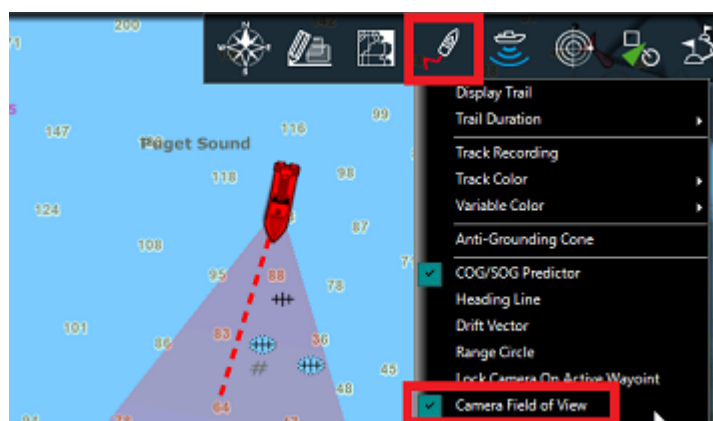 200
71
Display Trail
99
Trail Duration
147
116
Puget Sound
Track Recording
118
98
Track Color
124
Variable Color
87
108
Anti-Grounding Cone
95
88
COG/SOG Predictor
78
Heading Line
101
83
Drift Vector
86
36
Range Circle
#
45
Lock Camera On Active Waypoint
48
64
Camera Field of View